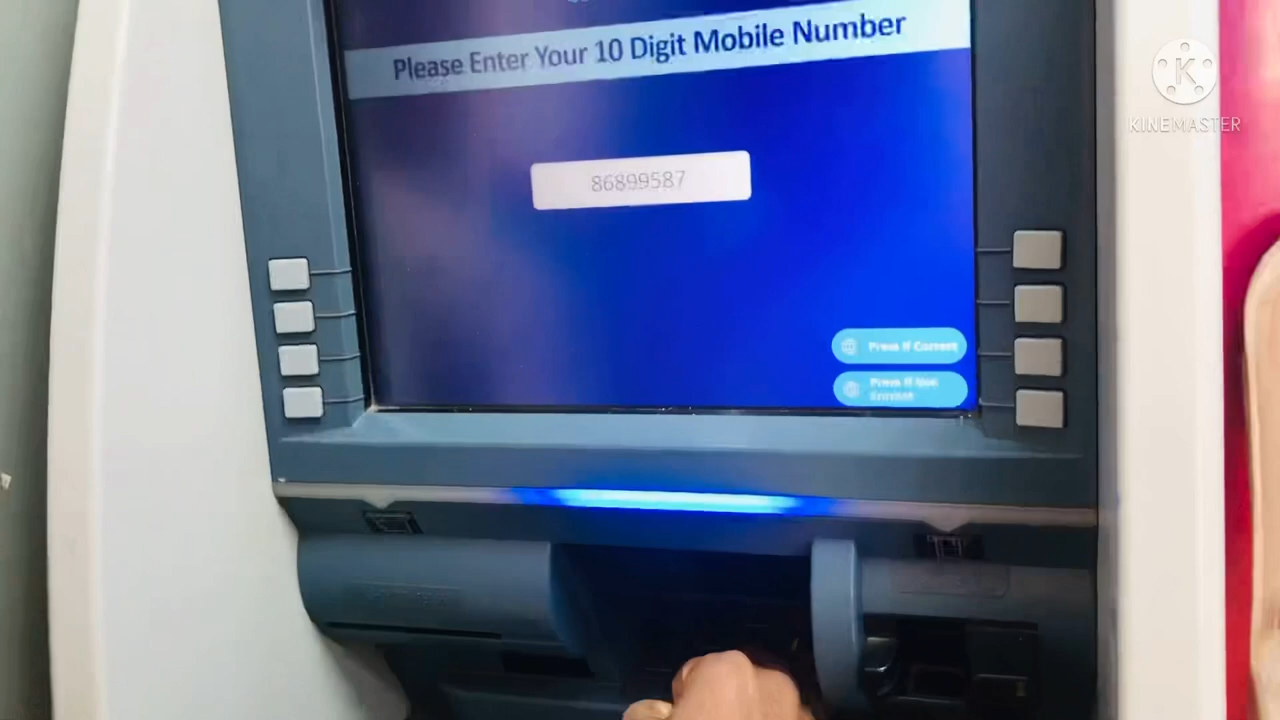 Please Enter Your 10 Digit Mobile Number
86899587
Press If Correct
Press If Not
Correct
K
KINEMASTER